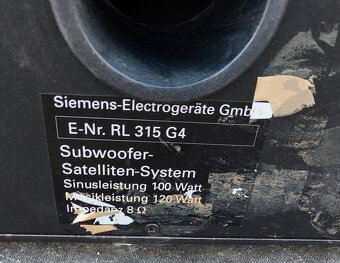 Siemens-Electrogeräte GmbH
E-Nr. RL 315 G4
Subwoofer-
Satelliten-System
Sinusleistung 100 Watt
Musikleistung 120 Watt
Impedanz 8 Ω